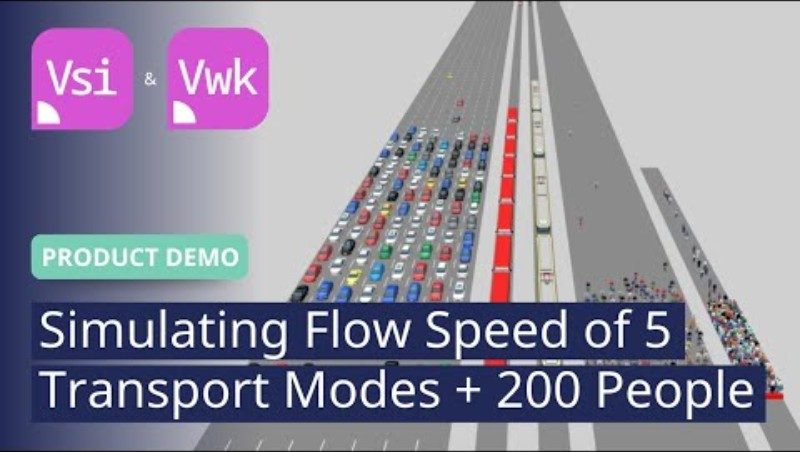 Vsi & Vwk
PRODUCT DEMO
Simulating Flow Speed of 5
Transport Modes + 200 People